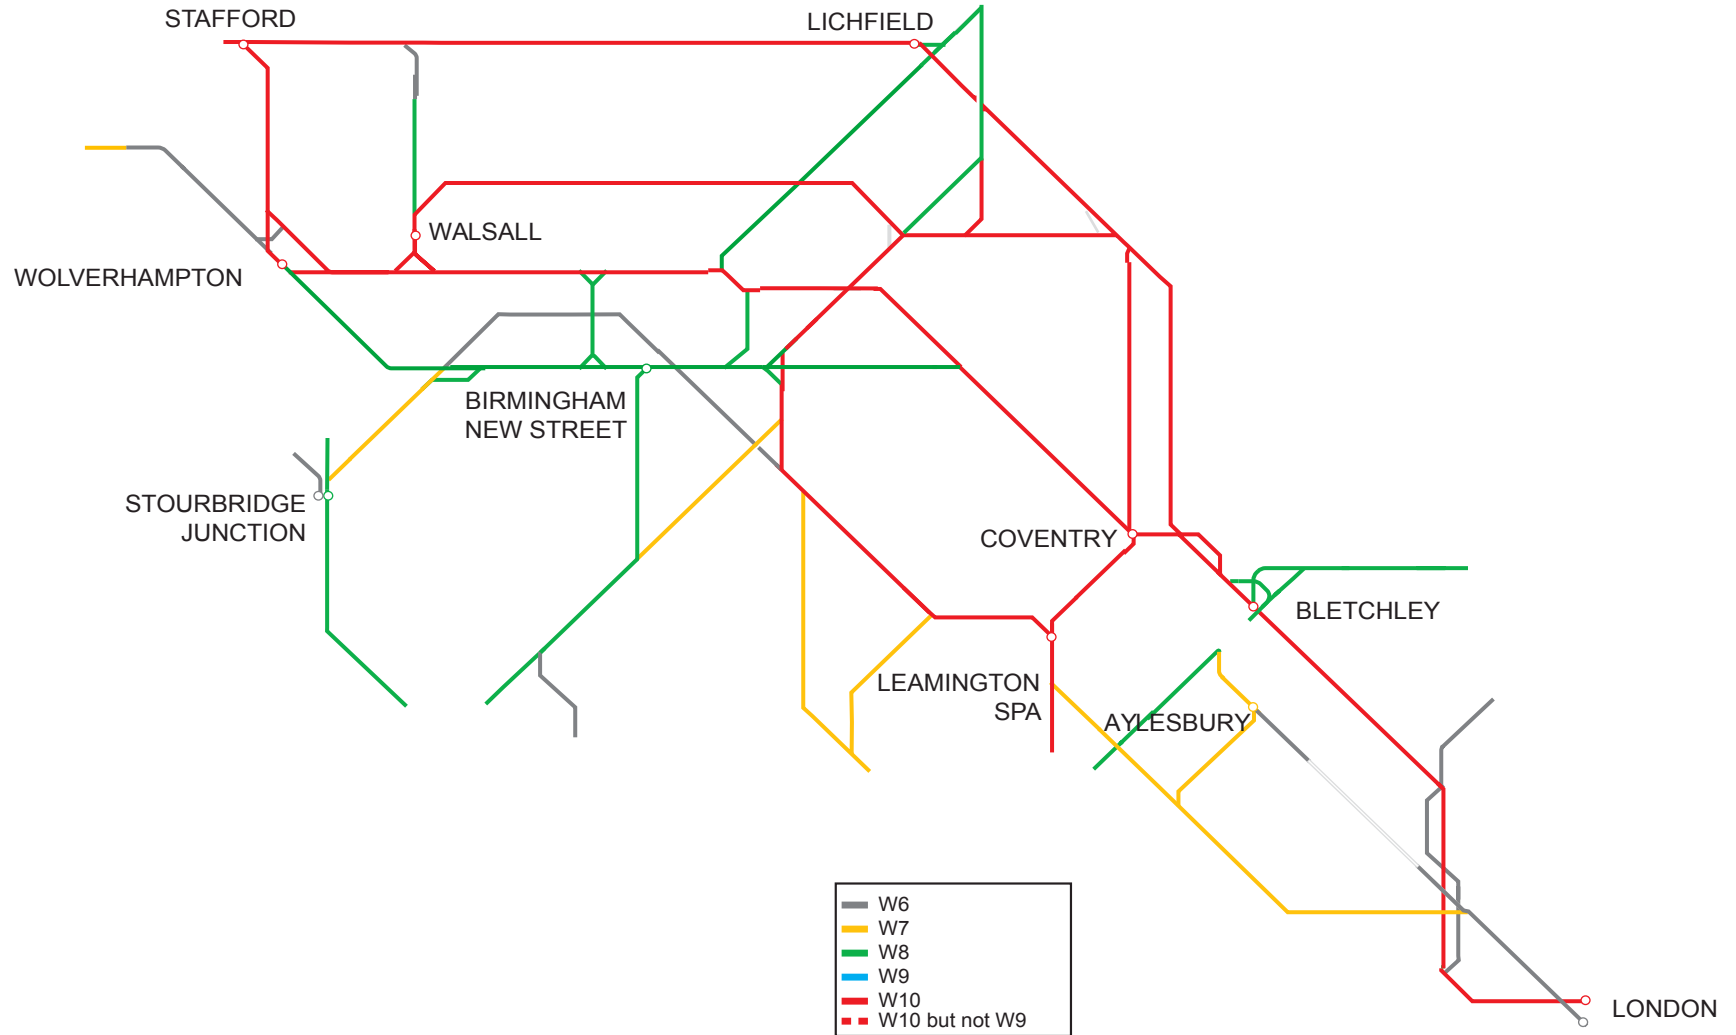 STAFFORD
LICHFIELD
WALSALL
WOLVERHAMPTON
BIRMINGHAM
NEW STREET
STOURBRIDGE
JUNCTION
COVENTRY
BLETCHLEY
LEAMINGTON
SPA
AYLESBURY
W6
W7
W8
W9
W10
W10 but not W9
LONDON